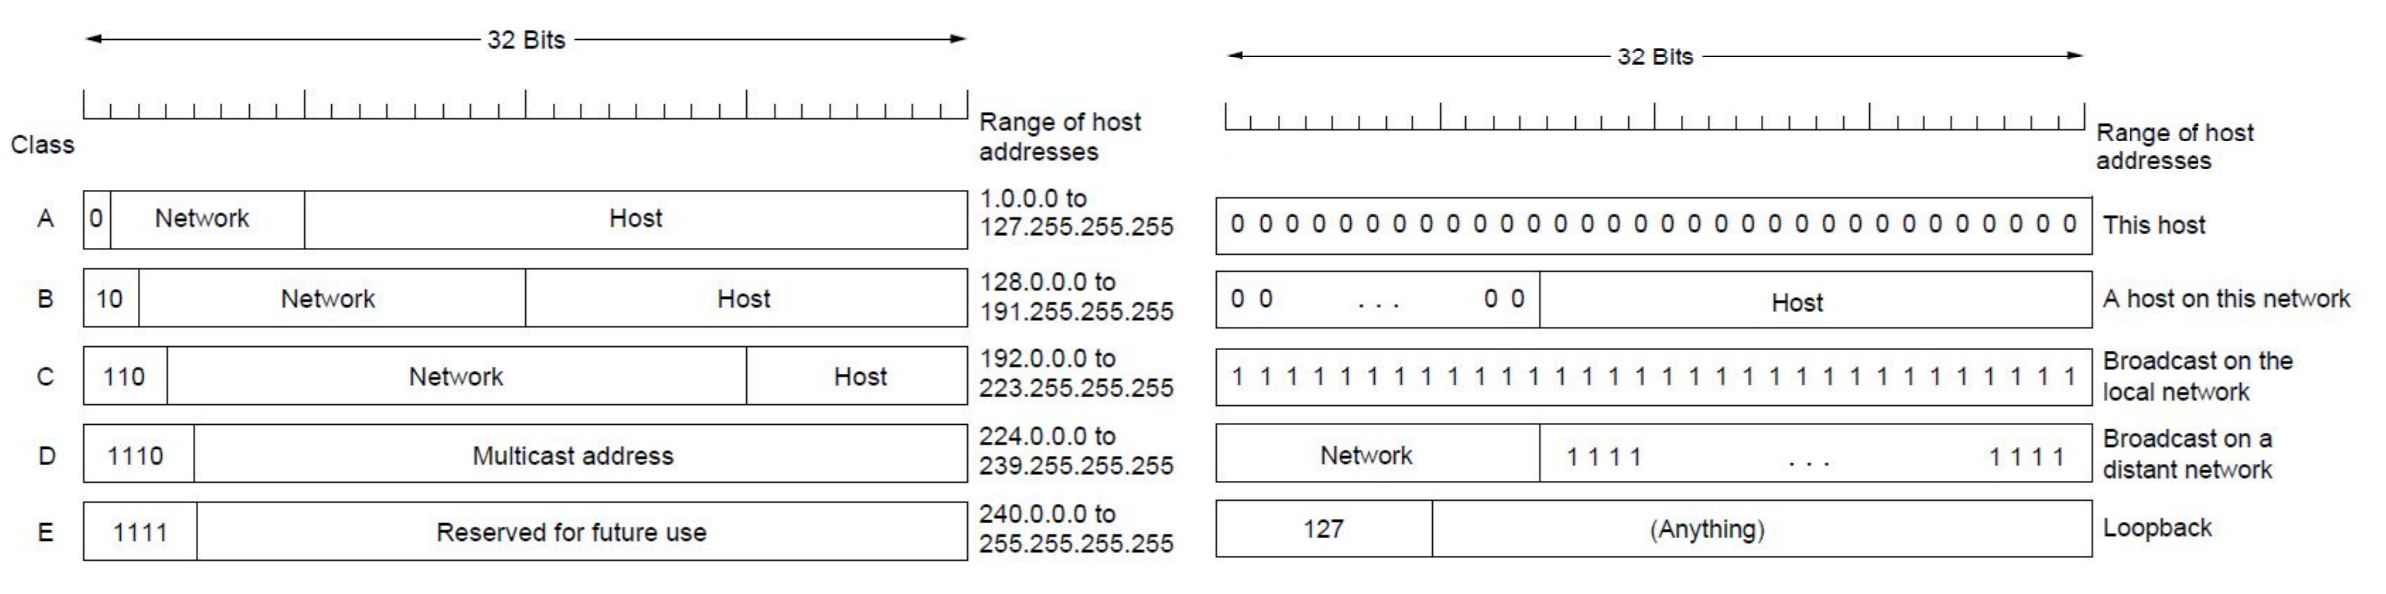 32 Bits
Range of host
addresses
Class
A 0 Network Host 1.0.0.0 to
127.255.255.255
B 10 Network Host 128.0.0.0 to
191.255.255.255
C 110 Network Host 192.0.0.0 to
223.255.255.255
D 1110 Multicast address 224.0.0.0 to
239.255.255.255
E 1111 Reserved for future use 240.0.0.0 to
255.255.255.255
32 Bits
Range of host
addresses
0 0 0 0 0 0 0 0 0 0 0 0 0 0 0 0 0 0 0 0 0 0 0 0 0 0 0 0 0 0 0 0 This host
0 0 ... 0 0 Host A host on this network
1 1 1 1 1 1 1 1 1 1 1 1 1 1 1 1 1 1 1 1 1 1 1 1 1 1 1 1 1 1 1 1 Broadcast on the
local network
Network 1 1 1 1 ... 1 1 1 1 Broadcast on a
distant network
127 (Anything) Loopback